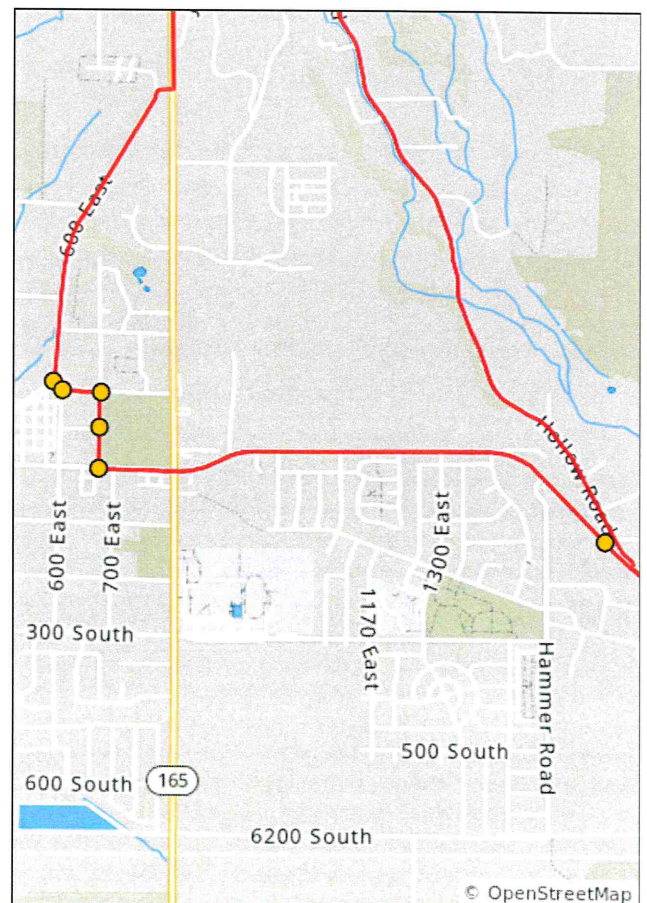 600 East
Hollow Road
600 East
700 East
1300 East
1170 East
300 South
Hammer Road
500 South
600 South
165
6200 South
© OpenStreetMap